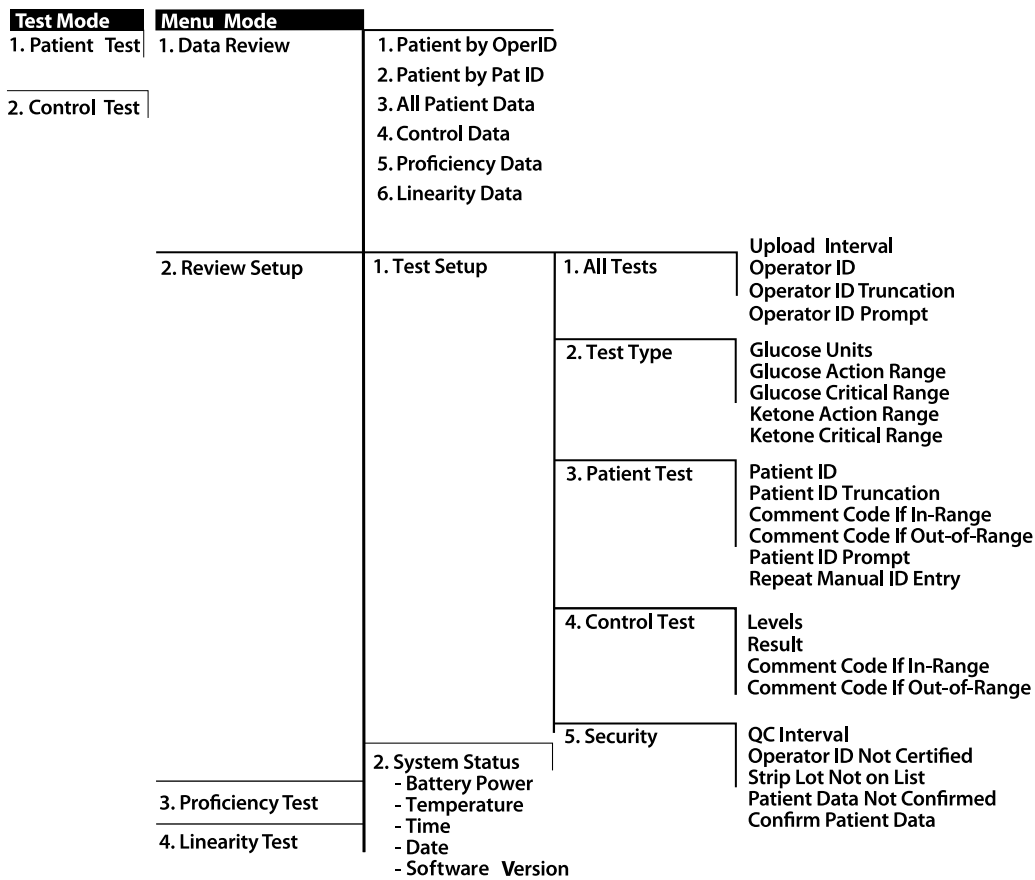 Test Mode
Menu Mode
1. Patient Test
1. Data Review
1. Patient by OperID
2. Patient by Pat ID
2. Control Test
3. All Patient Data
4. Control Data
5. Proficiency Data
6. Linearity Data
2. Review Setup
1. Test Setup
1. All Tests
Upload Interval
Operator ID
Operator ID Truncation
Operator ID Prompt
2. Test Type
Glucose Units
Glucose Action Range
Glucose Critical Range
Ketone Action Range
Ketone Critical Range
3. Patient Test
Patient ID
Patient ID Truncation
Comment Code If In-Range
Comment Code If Out-of-Range
Patient ID Prompt
Repeat Manual ID Entry
4. Control Test
Levels
Result
Comment Code If In-Range
Comment Code If Out-of-Range
5. Security
QC Interval
Operator ID Not Certified
Strip Lot Not on List
Patient Data Not Confirmed
Confirm Patient Data
2. System Status
- Battery Power
- Temperature
- Time
- Date
- Software Version
3. Proficiency Test
4. Linearity Test